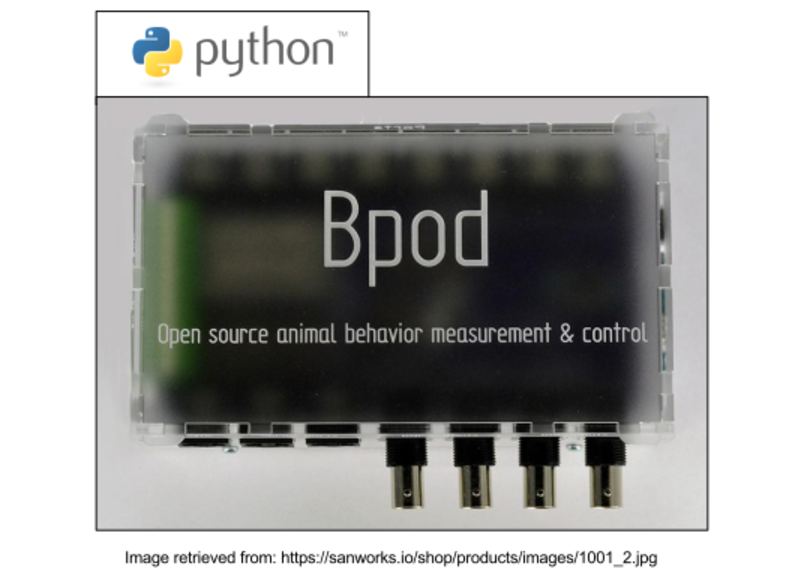 python™
Bpod
Open source animal behavior measurement & control
Image retrieved from: https://sanworks.io/shop/products/images/1001_2.jpg